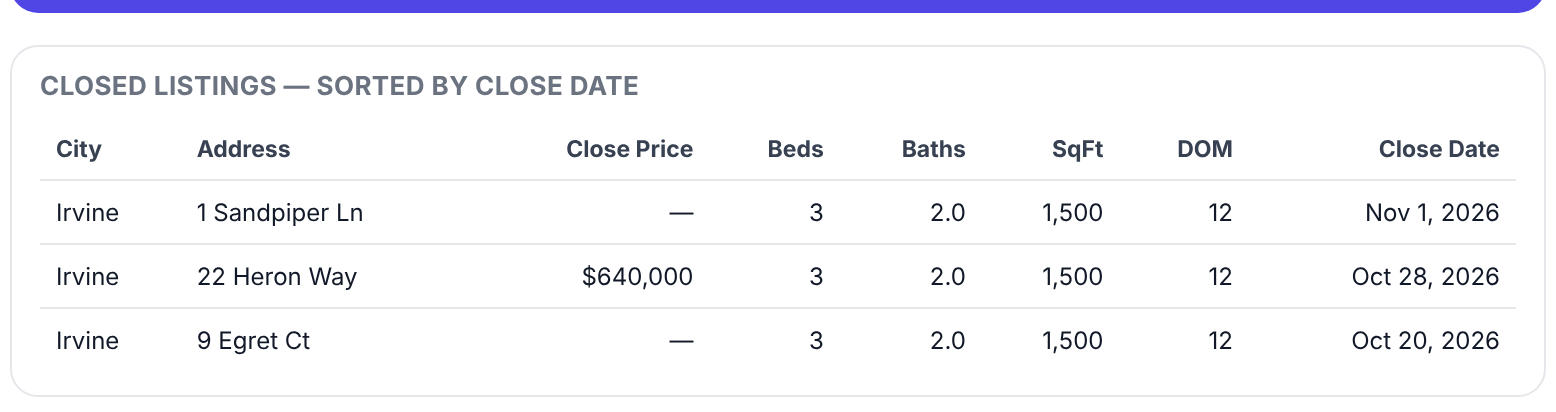 CLOSED LISTINGS — SORTED BY CLOSE DATE
City Address Close Price Beds Baths SqFt DOM Close Date
Irvine 1 Sandpiper Ln — 3 2.0 1,500 12 Nov 1, 2026
Irvine 22 Heron Way $640,000 3 2.0 1,500 12 Oct 28, 2026
Irvine 9 Egret Ct — 3 2.0 1,500 12 Oct 20, 2026